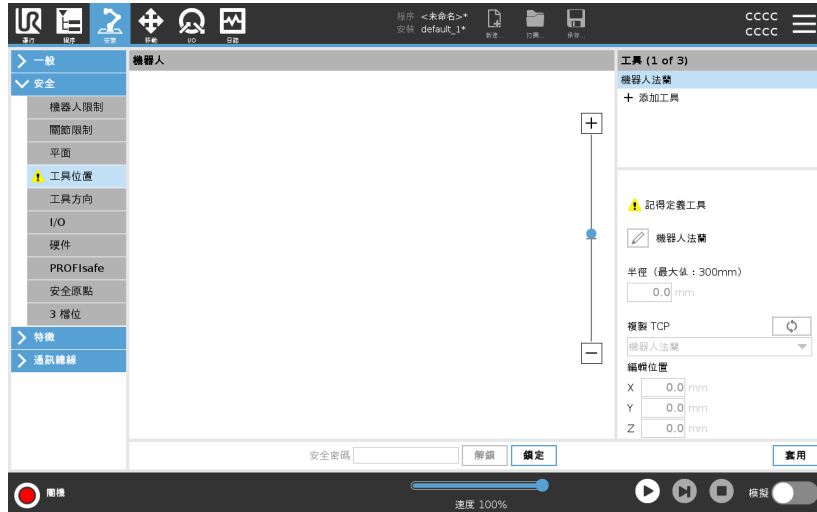 UR
運行
程序
安裝
移動
I/O
日誌
程序 <未命名>*
安裝 default_1*
新建...
打開...
保存...
cccc
cccc
一般
安全
機器人限制
關節限制
平面
工具位置
工具方向
I/O
硬件
PROFIsafe
安全原點
3 檔位
特徵
通訊總線
機器人
工具 (1 of 3)
機器人法蘭
+ 添加工具
記得定義工具
機器人法蘭
半徑（最大值：300mm）
0.0 mm
複製 TCP
機器人法蘭
編輯位置
X 0.0 mm
Y 0.0 mm
Z 0.0 mm
安全密碼
解鎖
鎖定
套用
關機
速度 100%
模擬